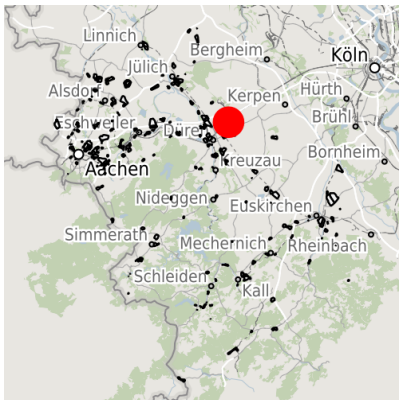 Linnich
Bergheim
Köln
Jülich
Alsdorf
Kerpen
Hürth
Eschweiler
Düre
Brühl
Kreuzau
Bornheim
Aachen
Nideggen
Euskirchen
Simmerath
Mechernich
Rheinbach
Schleiden
Kall